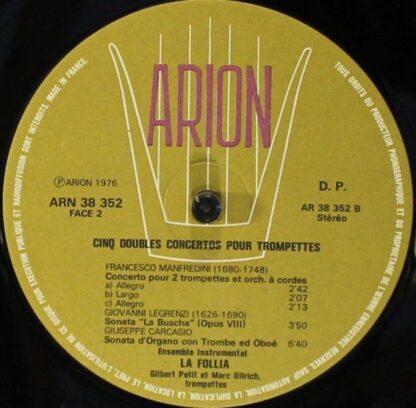 ARION
Ⓟ ARION 1976
ARN 38 352
FACE 2
D. P.
AR 38 352 B
Stéréo
CINQ DOUBLES CONCERTOS POUR TROMPETTES
FRANCESCO MANFREDINI (1680-1748)
Concerto pour 2 trompettes et orch. à cordes
a) Allegro 2'42
b) Largo 2'07
c) Allegro 2'13
GIOVANNI LEGRENZI (1626-1690)
Sonata "La Buscha" (Opus VIII) 3'50
GIUSEPPE CARCASIO
Sonata d'Organo con Trombe ed Oboé 6'40
Ensemble Instrumental
LA FOLLIA
Gilbert Petit et Marc Ullrich,
trompettes
TOUS DROITS DU PRODUCTEUR PHONOGRAPHIQUE ET DU PROPRIÉTAIRE DE L'ŒUVRE ENREGISTRÉE RÉSERVÉS. SAUF AUTORISATION, LA DUPLICATION, LA LOCATION, LE PRÊT, L'UTILISATION DE CE DISQUE POUR EXÉCUTION PUBLIQUE ET RADIODIFFUSION SONT INTERDITS. MADE IN FRANCE.